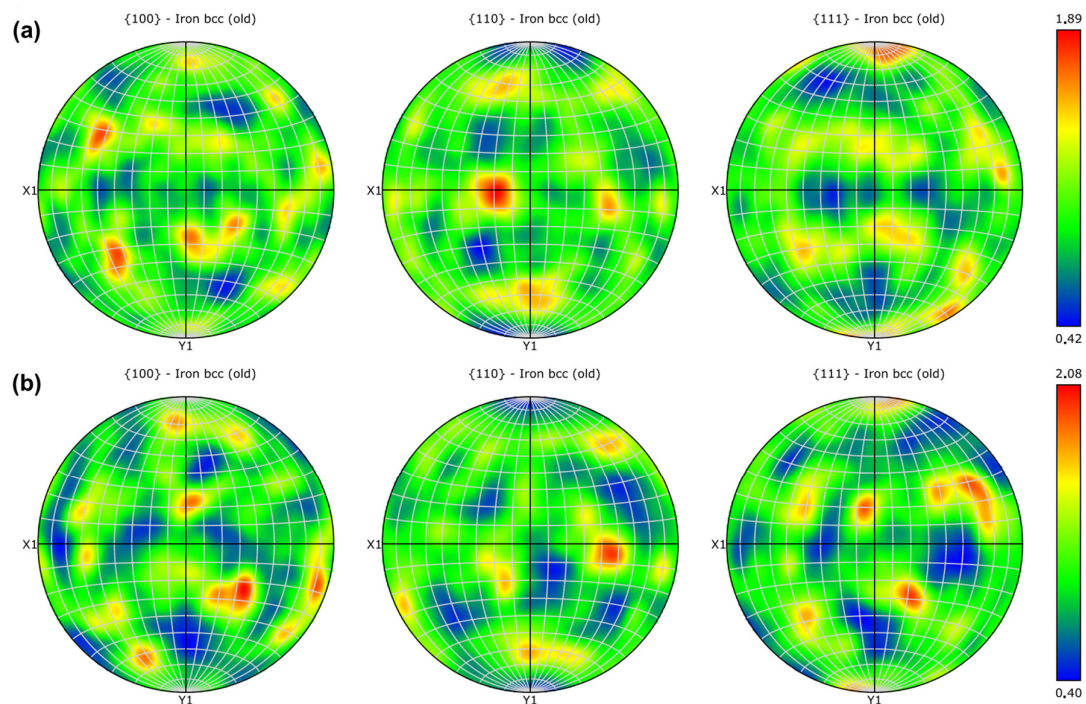 (a)
{100} - Iron bcc (old)
{110} - Iron bcc (old)
{111} - Iron bcc (old)
1.89
X1
X1
X1
0.42
Y1
Y1
Y1
(b)
{100} - Iron bcc (old)
{110} - Iron bcc (old)
{111} - Iron bcc (old)
2.08
X1
X1
X1
0.40
Y1
Y1
Y1